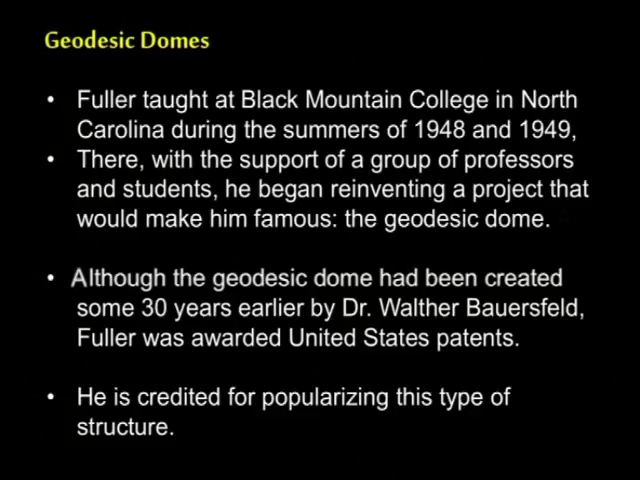 Geodesic Domes
• Fuller taught at Black Mountain College in North
Carolina during the summers of 1948 and 1949,
• There, with the support of a group of professors
and students, he began reinventing a project that
would make him famous: the geodesic dome.
• Although the geodesic dome had been created
some 30 years earlier by Dr. Walther Bauersfeld,
Fuller was awarded United States patents.
• He is credited for popularizing this type of
structure.